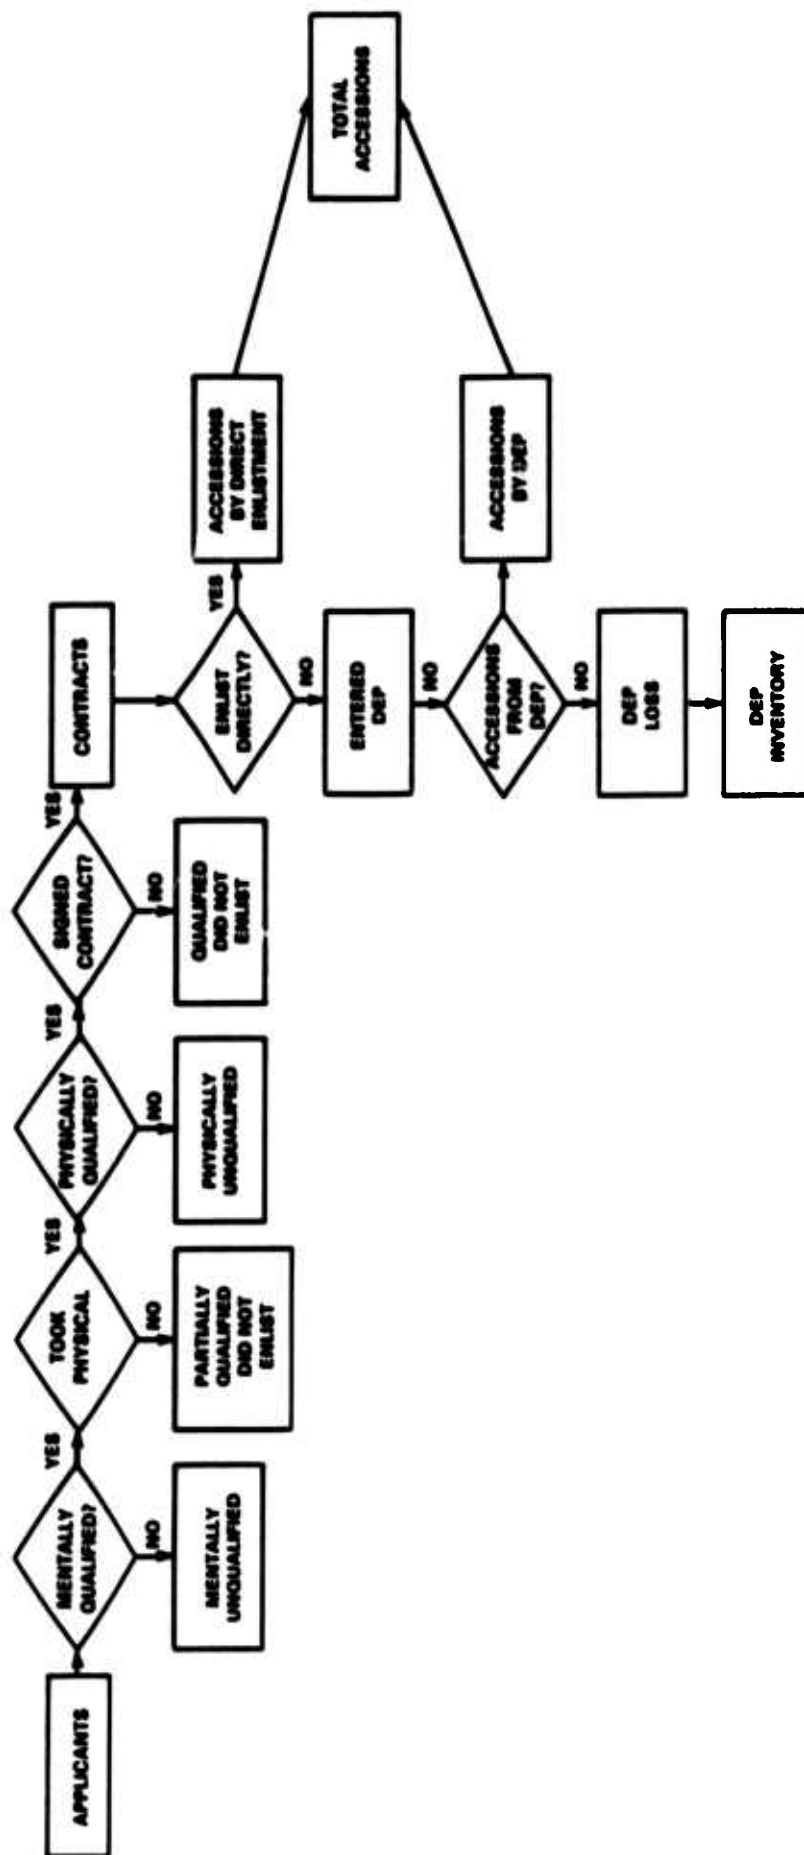 APPLICANTS
MENTALLY
QUALIFIED?
YES
NO
MENTALLY
UNQUALIFIED
TOOK
PHYSICAL
YES
NO
PARTIALLY
QUALIFIED
DID NOT
ENLIST
PHYSICALLY
QUALIFIED?
YES
NO
PHYSICALLY
UNQUALIFIED
SIGNED
CONTRACT?
YES
NO
QUALIFIED
DID NOT
ENLIST
CONTRACTS
ENLIST
DIRECTLY?
YES
NO
ACCESSIONS
BY DIRECT
ENLISTMENT
ENTERED
DEP
NO
ACCESSIONS
FROM
DEP?
NO
ACCESSIONS
BY DEP
DEP
LOSS
DEP
INVENTORY
TOTAL
ACCESSIONS